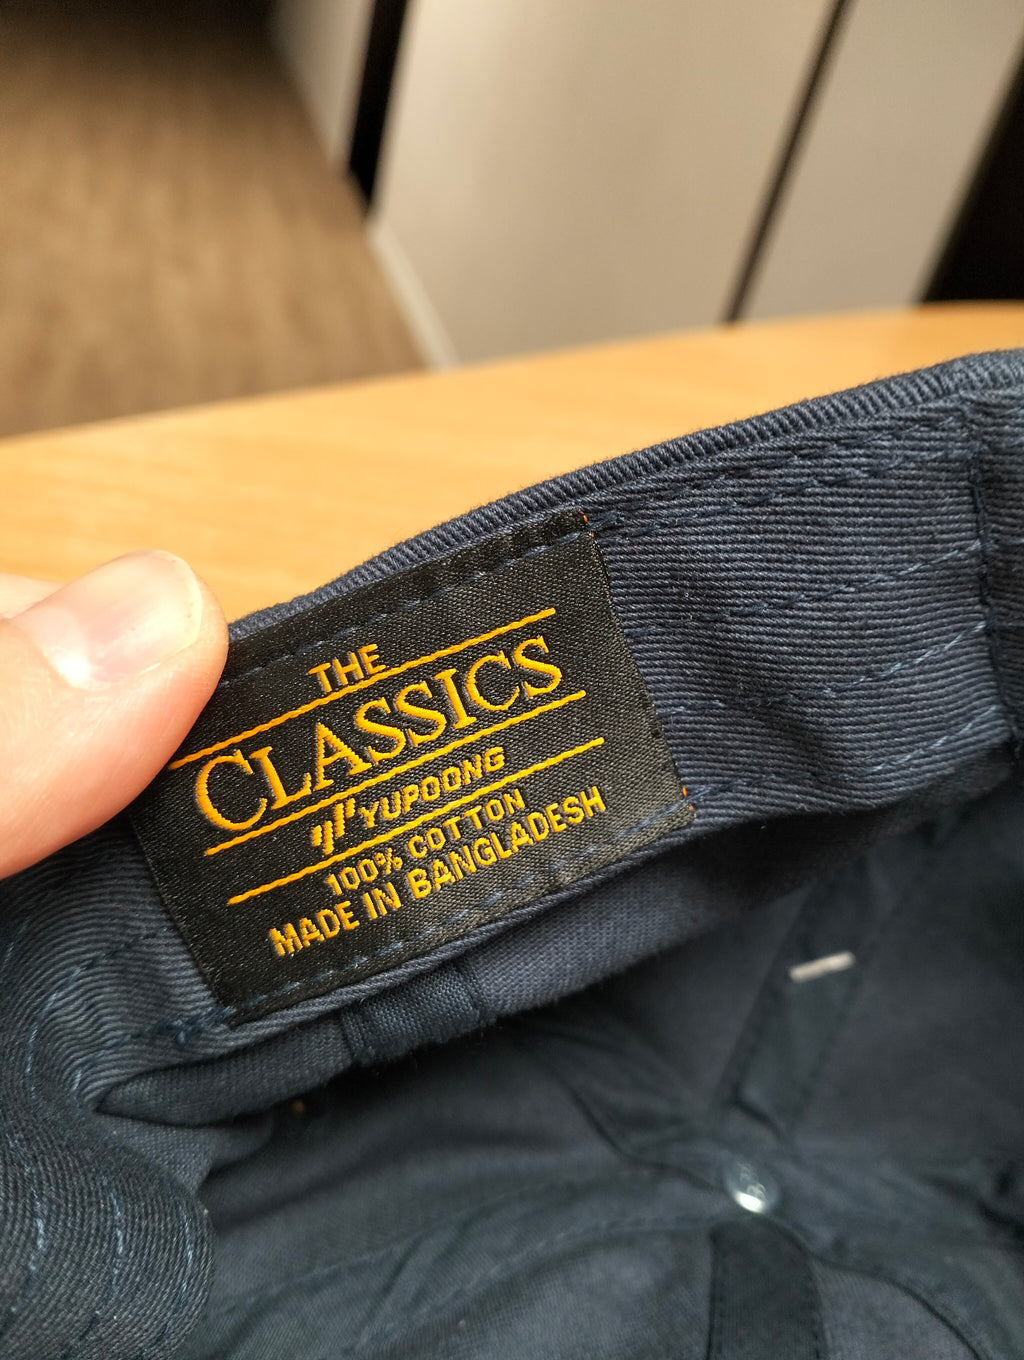 THE
CLASSICS
YUPOONG
100% COTTON
MADE IN BANGLADESH